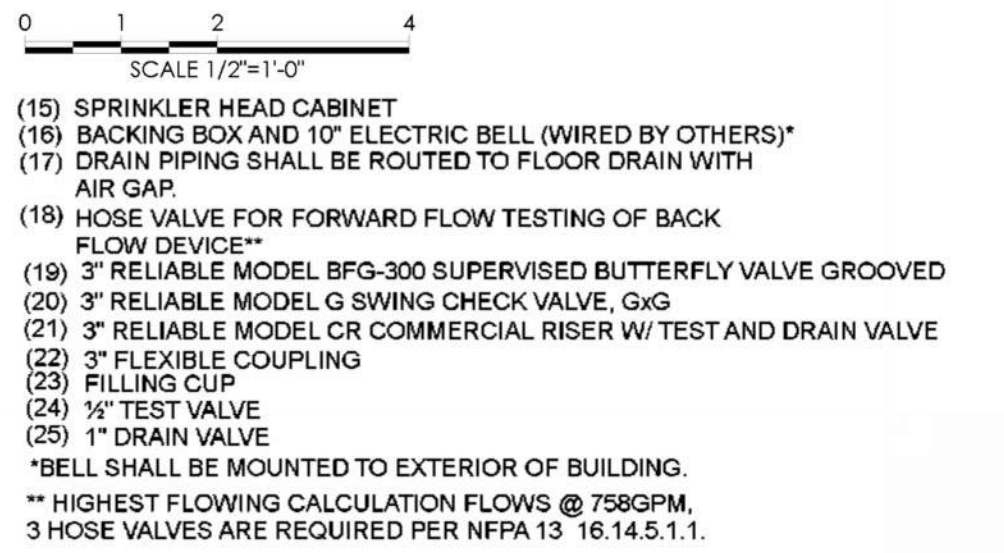 0 1 2 4
SCALE 1/2"=1'-0"
(15) SPRINKLER HEAD CABINET
(16) BACKING BOX AND 10" ELECTRIC BELL (WIRED BY OTHERS)*
(17) DRAIN PIPING SHALL BE ROUTED TO FLOOR DRAIN WITH
AIR GAP.
(18) HOSE VALVE FOR FORWARD FLOW TESTING OF BACK
FLOW DEVICE**
(19) 3" RELIABLE MODEL BFG-300 SUPERVISED BUTTERFLY VALVE GROOVED
(20) 3" RELIABLE MODEL G SWING CHECK VALVE, GxG
(21) 3" RELIABLE MODEL CR COMMERCIAL RISER W/ TEST AND DRAIN VALVE
(22) 3" FLEXIBLE COUPLING
(23) FILLING CUP
(24) ½" TEST VALVE
(25) 1" DRAIN VALVE
*BELL SHALL BE MOUNTED TO EXTERIOR OF BUILDING.
** HIGHEST FLOWING CALCULATION FLOWS @ 758GPM,
3 HOSE VALVES ARE REQUIRED PER NFPA 13 16.14.5.1.1.